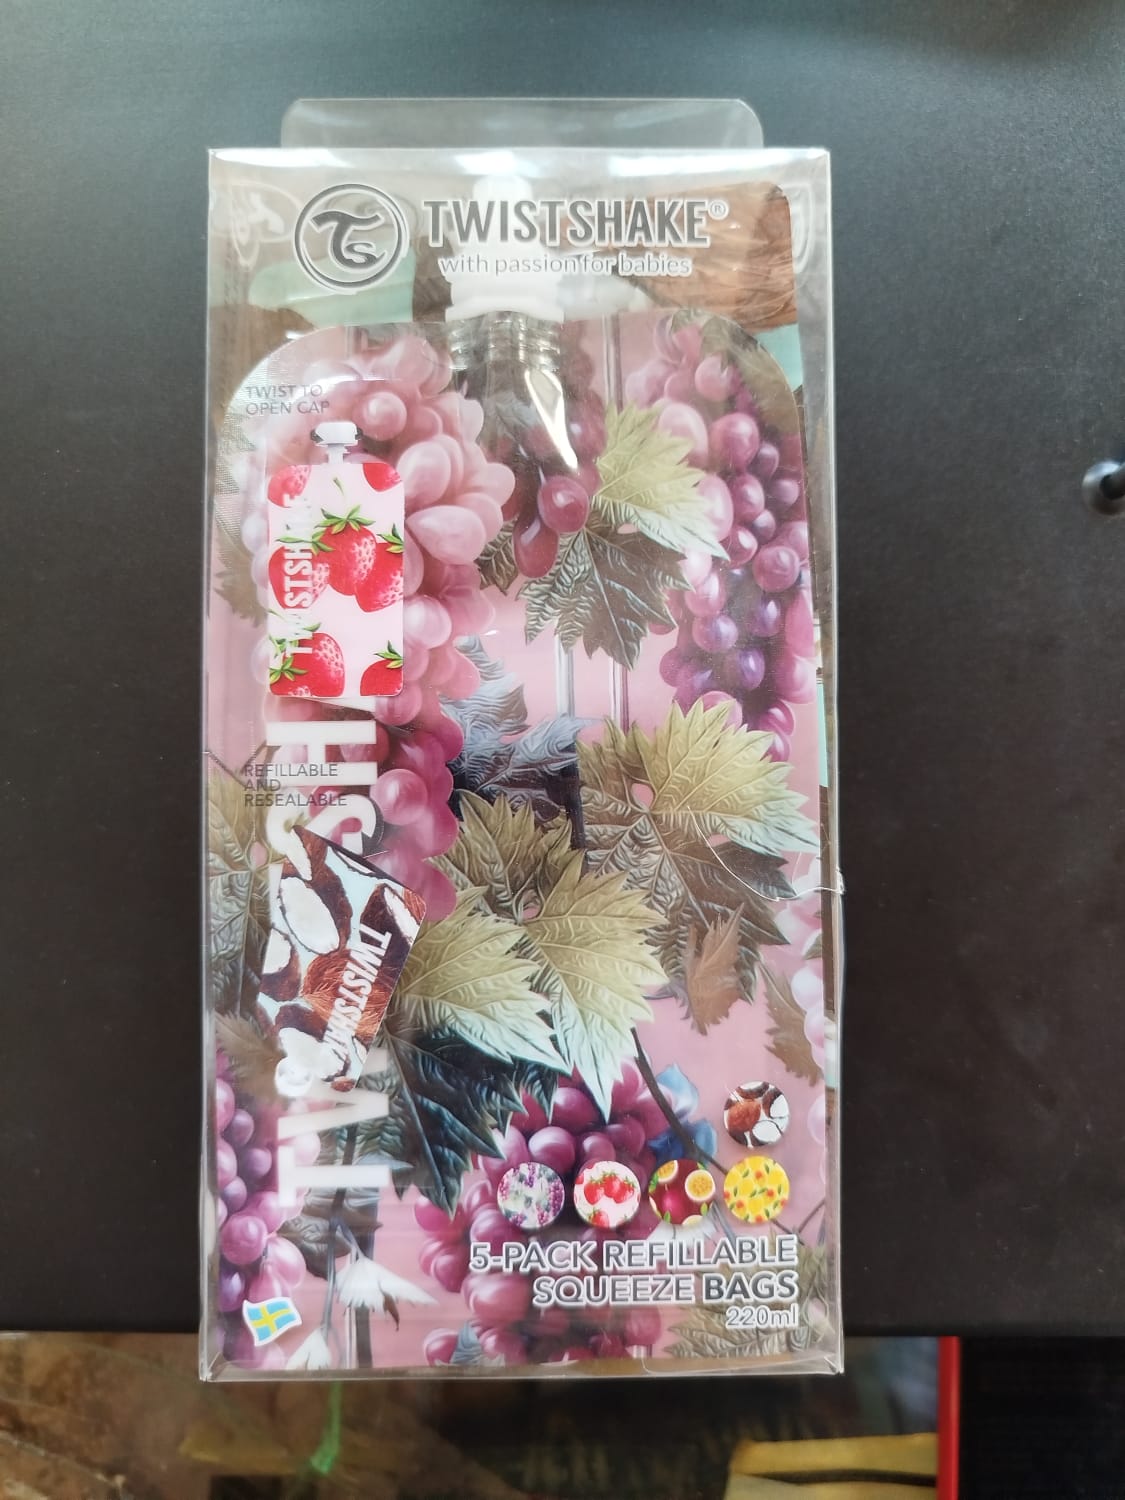 TS
TWISTSHAKE®
with passion for babies
TWIST TO
OPEN CAP
TWISTSHAKE
REFILLABLE
AND
RESEALABLE
TWISTSHAKE
5-PACK REFILLABLE
SQUEEZE BAGS
220ml